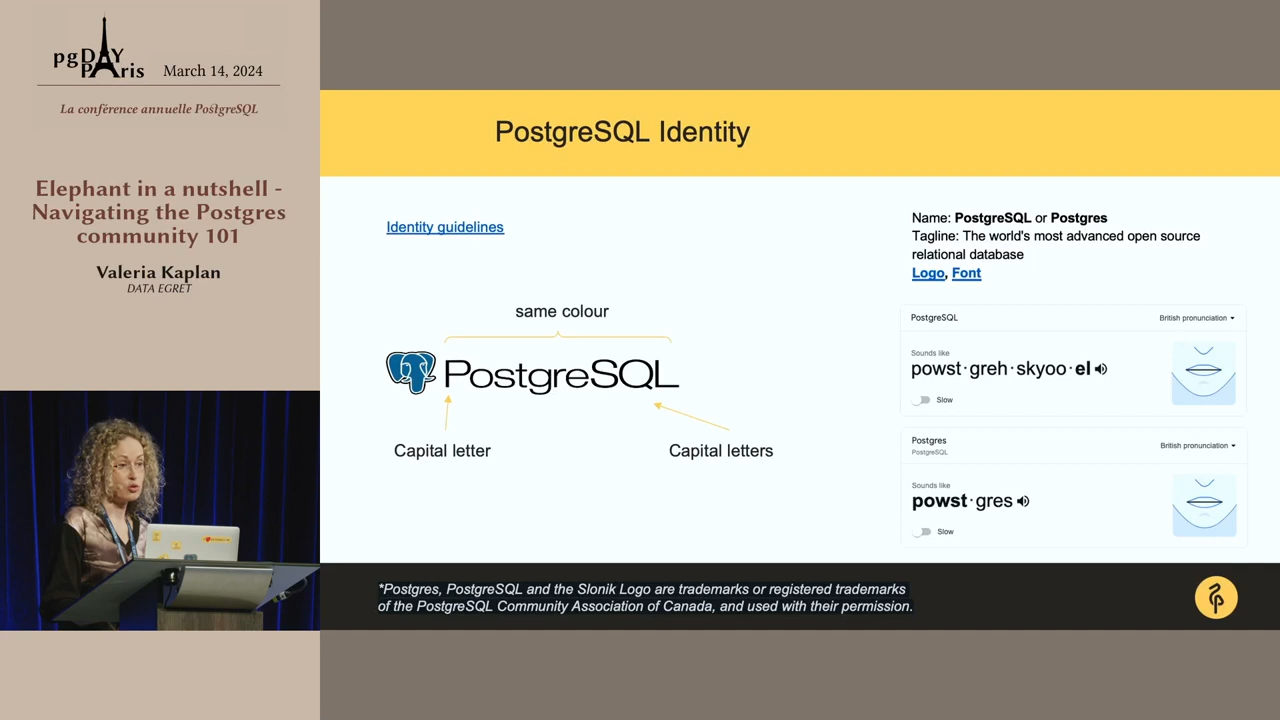 pgDAY
PAris
March 14, 2024
La conférence annuelle PostgreSQL
Elephant in a nutshell -
Navigating the Postgres
community 101
Valeria Kaplan
DATA EGRET
PostgreSQL Identity
Identity guidelines
same colour
PostgreSQL
Capital letter
Capital letters
Name: PostgreSQL or Postgres
Tagline: The world's most advanced open source
relational database
Logo, Font
PostgreSQL
British pronunciation
Sounds like
powst·greh·skyoo·el
Slow
Postgres
PostgreSQL
British pronunciation
Sounds like
powst·gres
Slow
*Postgres, PostgreSQL and the Slonik Logo are trademarks or registered trademarks
of the PostgreSQL Community Association of Canada, and used with their permission.